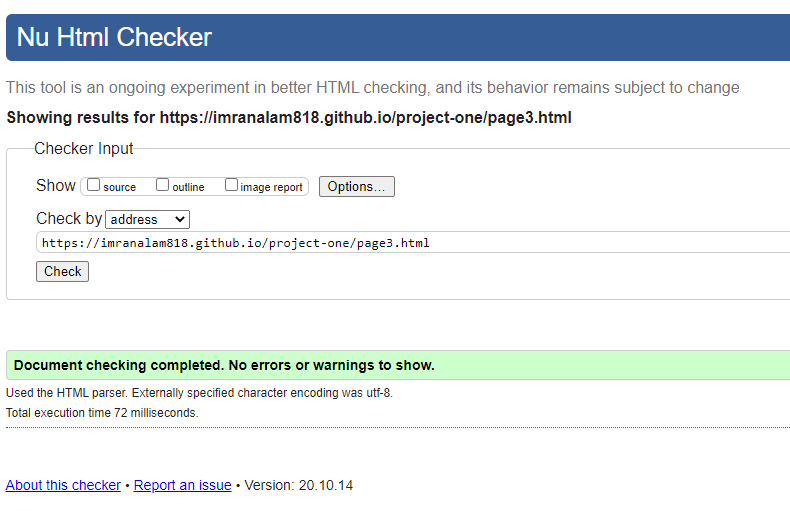 Nu Html Checker
This tool is an ongoing experiment in better HTML checking, and its behavior remains subject to change
Showing results for https://imranalam818.github.io/project-one/page3.html
Checker Input
Show source outline image report Options...
Check by address
https://imranalam818.github.io/project-one/page3.html
Check
Document checking completed. No errors or warnings to show.
Used the HTML parser. Externally specified character encoding was utf-8.
Total execution time 72 milliseconds.
About this checker • Report an issue • Version: 20.10.14